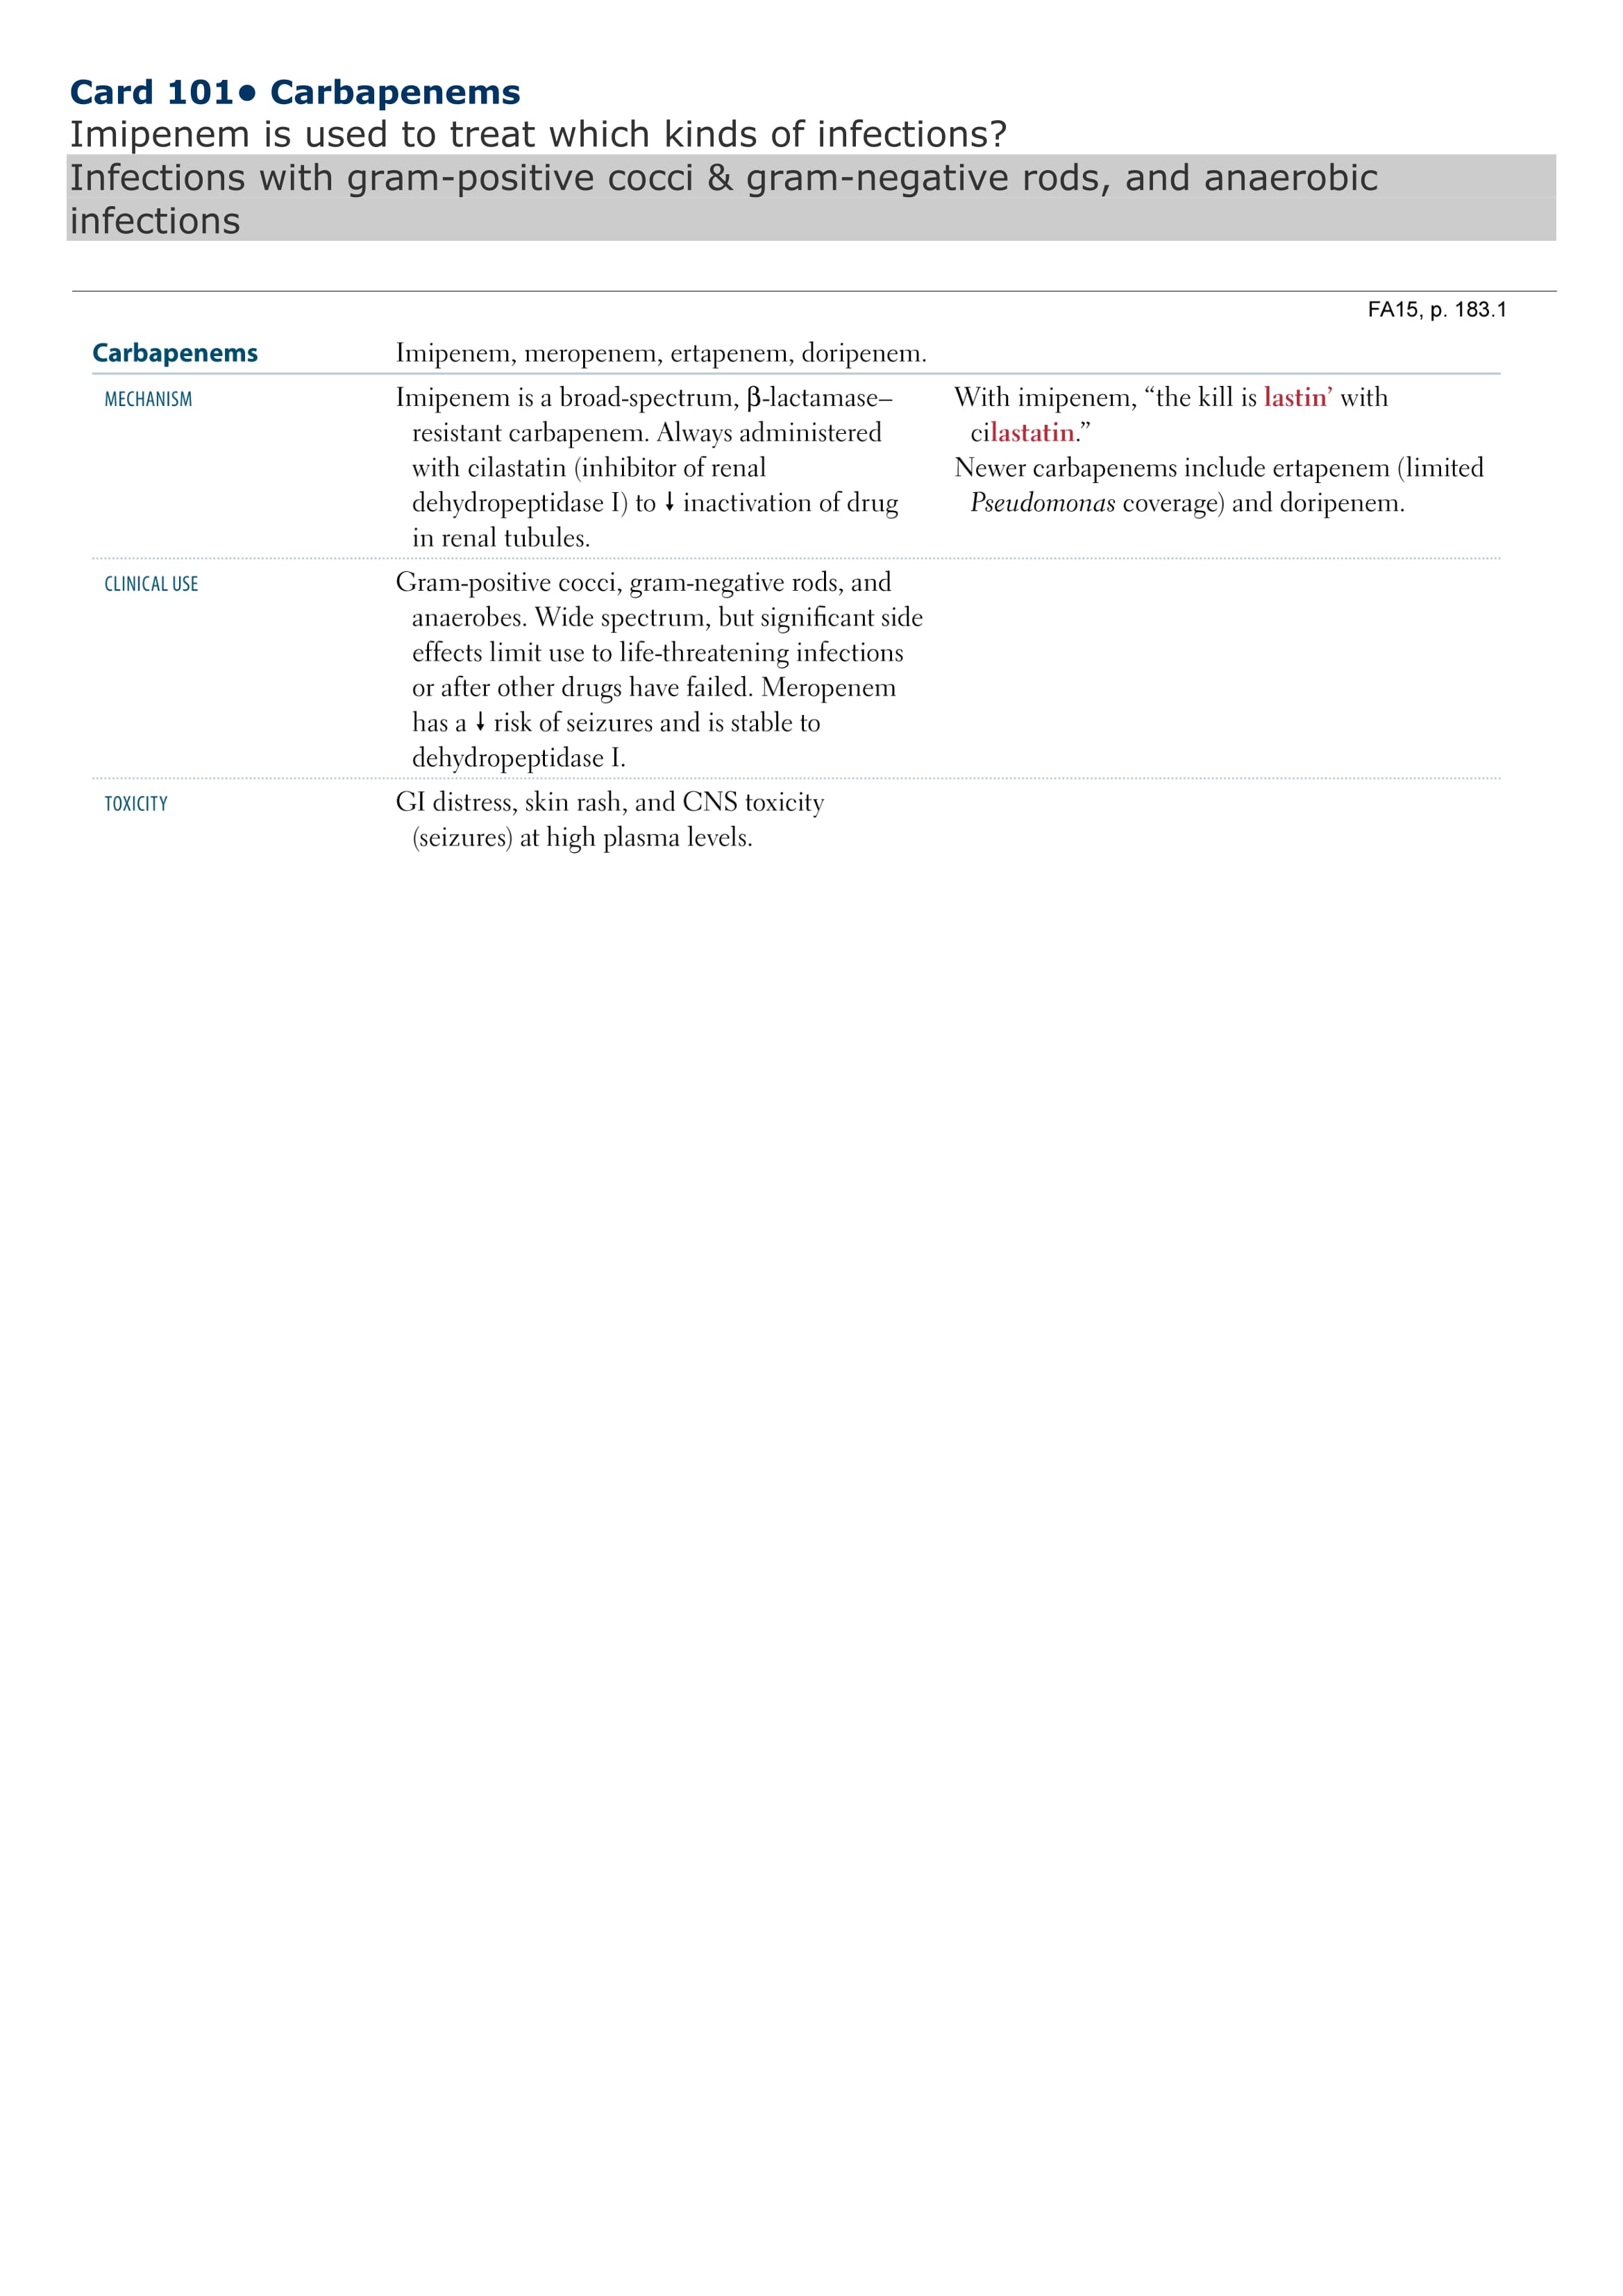 Card 101• Carbapenems
Imipenem is used to treat which kinds of infections?
Infections with gram-positive cocci & gram-negative rods, and anaerobic
infections
FA15, p. 183.1
Carbapenems
Imipenem, meropenem, ertapenem, doripenem.
MECHANISM
Imipenem is a broad-spectrum, β-lactamase–
resistant carbapenem. Always administered
with cilastatin (inhibitor of renal
dehydropeptidase I) to ↓ inactivation of drug
in renal tubules.
With imipenem, “the kill is lastin’ with
cilastatin.”
Newer carbapenems include ertapenem (limited
Pseudomonas coverage) and doripenem.
CLINICAL USE
Gram-positive cocci, gram-negative rods, and
anaerobes. Wide spectrum, but significant side
effects limit use to life-threatening infections
or after other drugs have failed. Meropenem
has a ↓ risk of seizures and is stable to
dehydropeptidase I.
TOXICITY
GI distress, skin rash, and CNS toxicity
(seizures) at high plasma levels.